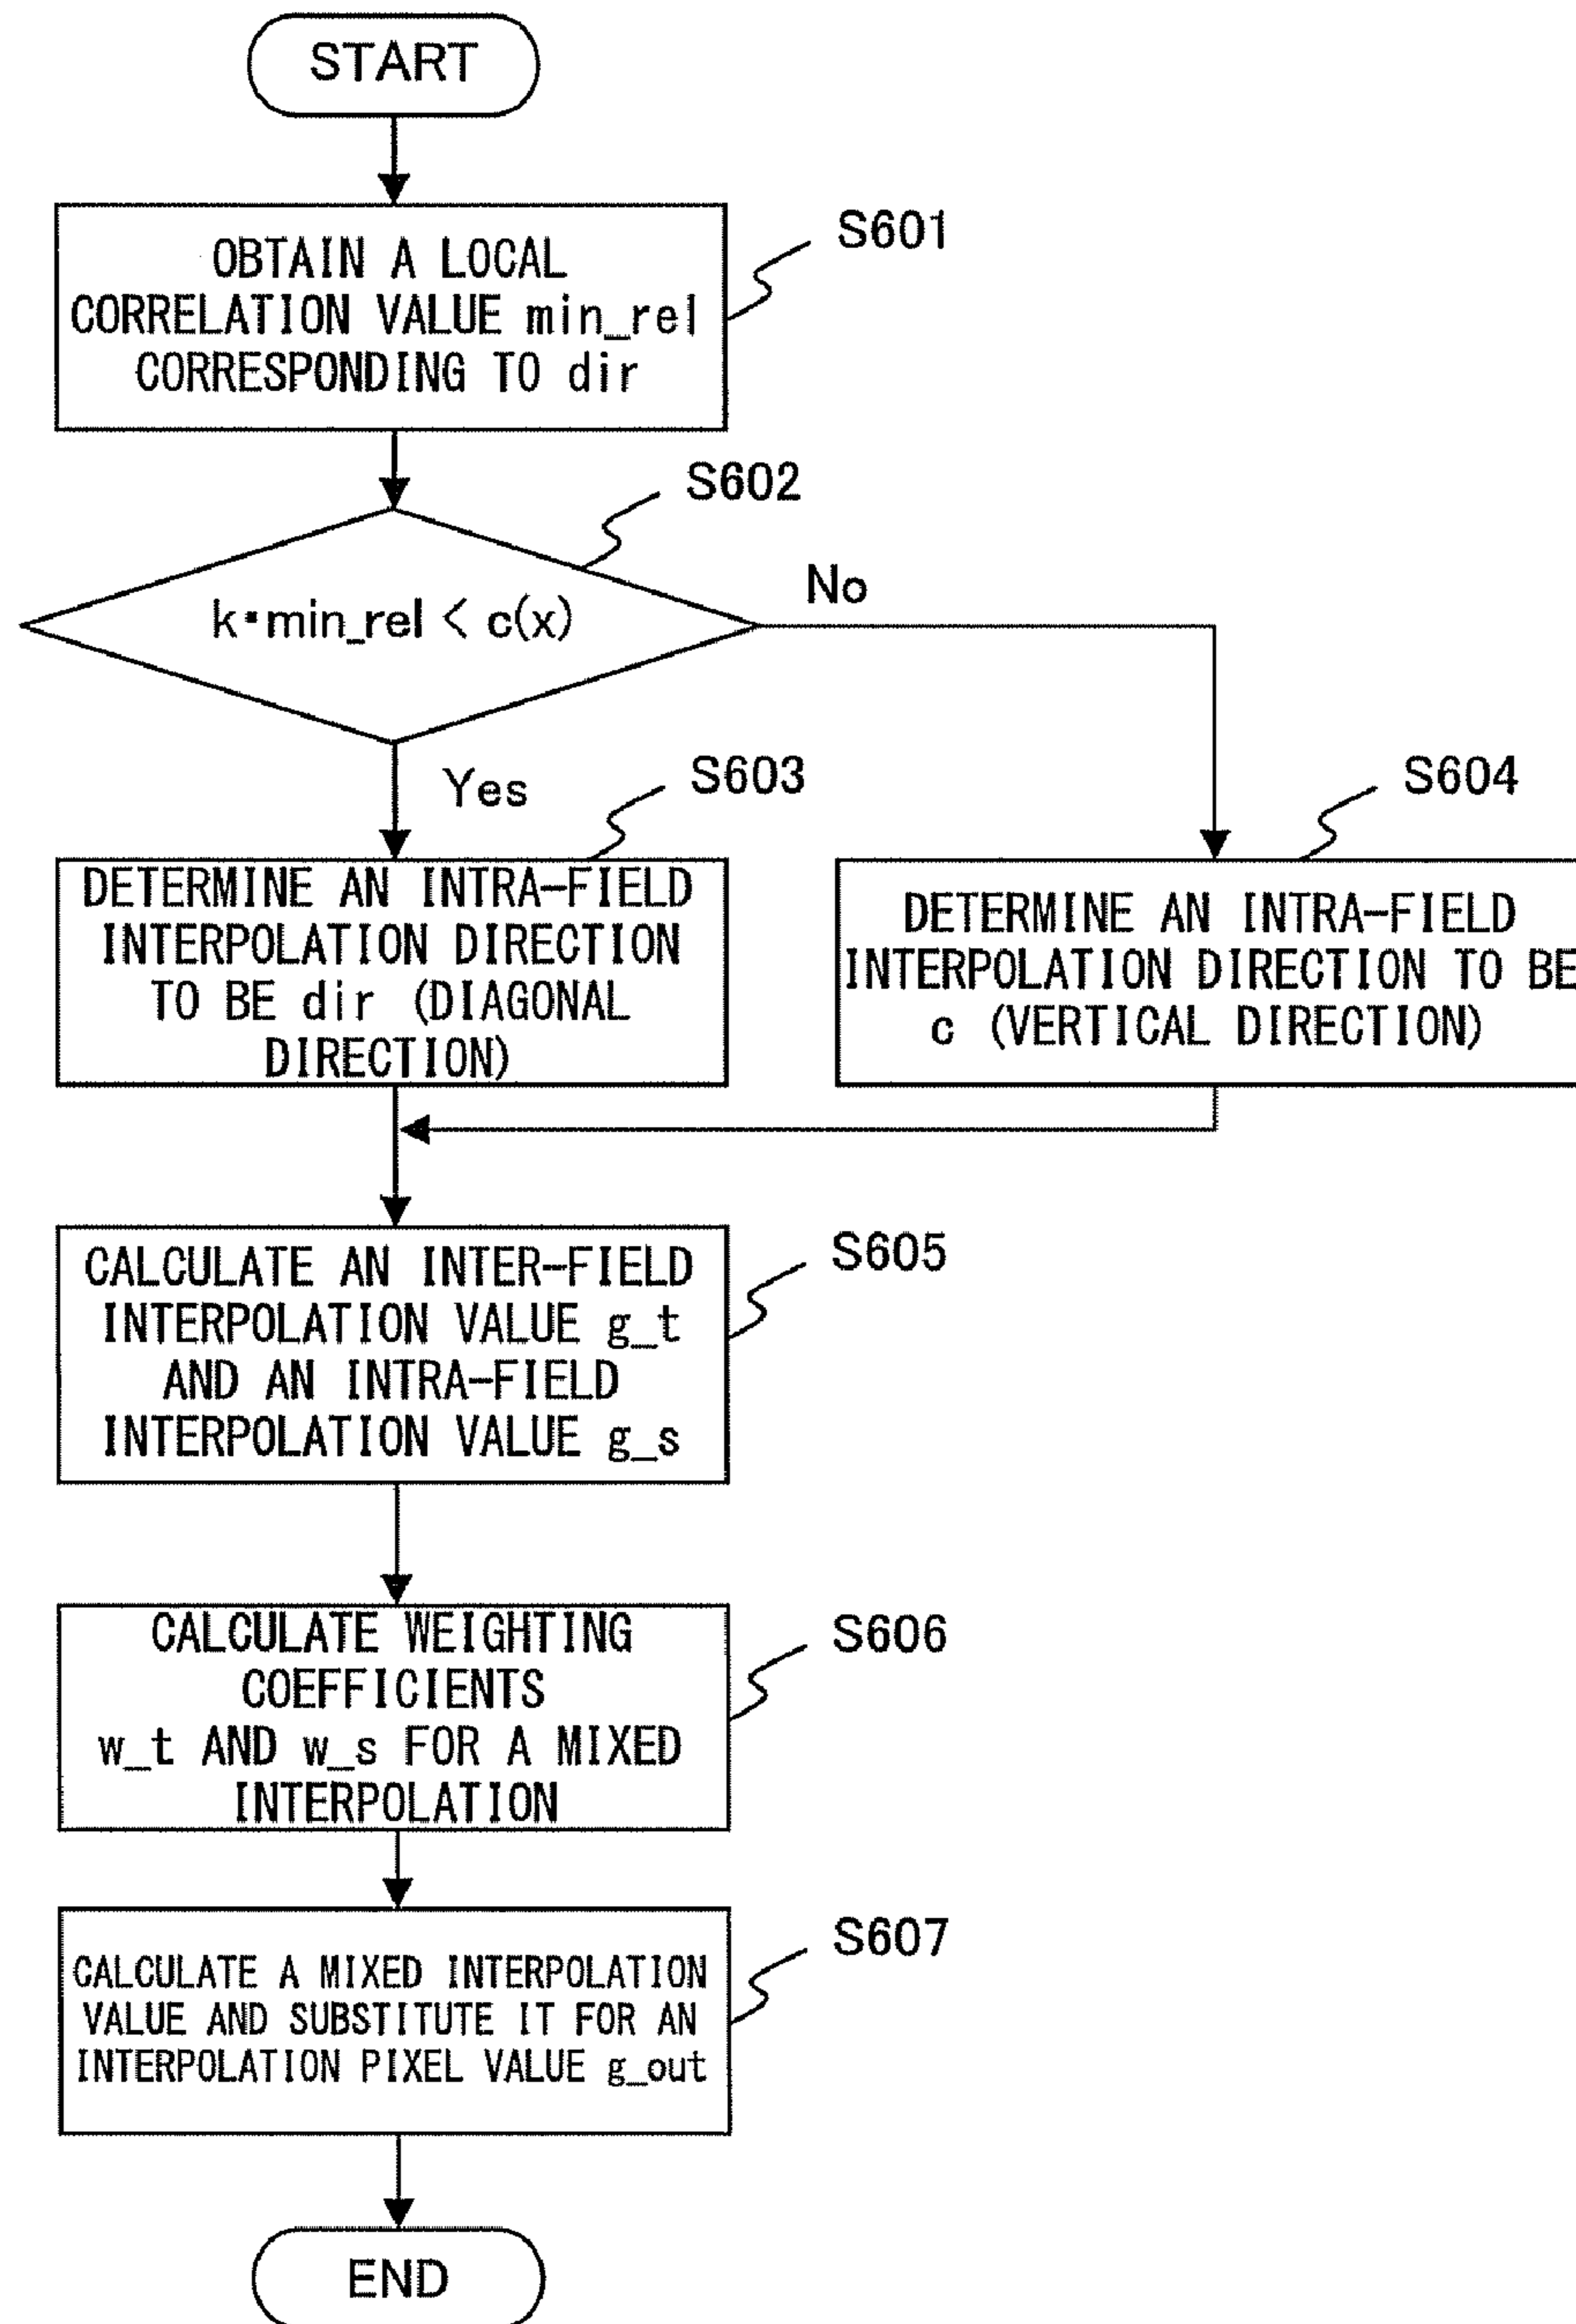 START
S601
OBTAIN A LOCAL
CORRELATION VALUE min_rel
CORRESPONDING TO dir
S602
k·min_rel < c(x)
No
Yes
S603
S604
DETERMINE AN INTRA-FIELD
INTERPOLATION DIRECTION
TO BE dir (DIAGONAL
DIRECTION)
DETERMINE AN INTRA-FIELD
INTERPOLATION DIRECTION TO BE
c (VERTICAL DIRECTION)
S605
CALCULATE AN INTER-FIELD
INTERPOLATION VALUE g_t
AND AN INTRA-FIELD
INTERPOLATION VALUE g_s
S606
CALCULATE WEIGHTING
COEFFICIENTS
w_t AND w_s FOR A MIXED
INTERPOLATION
S607
CALCULATE A MIXED INTERPOLATION
VALUE AND SUBSTITUTE IT FOR AN
INTERPOLATION PIXEL VALUE g_out
END